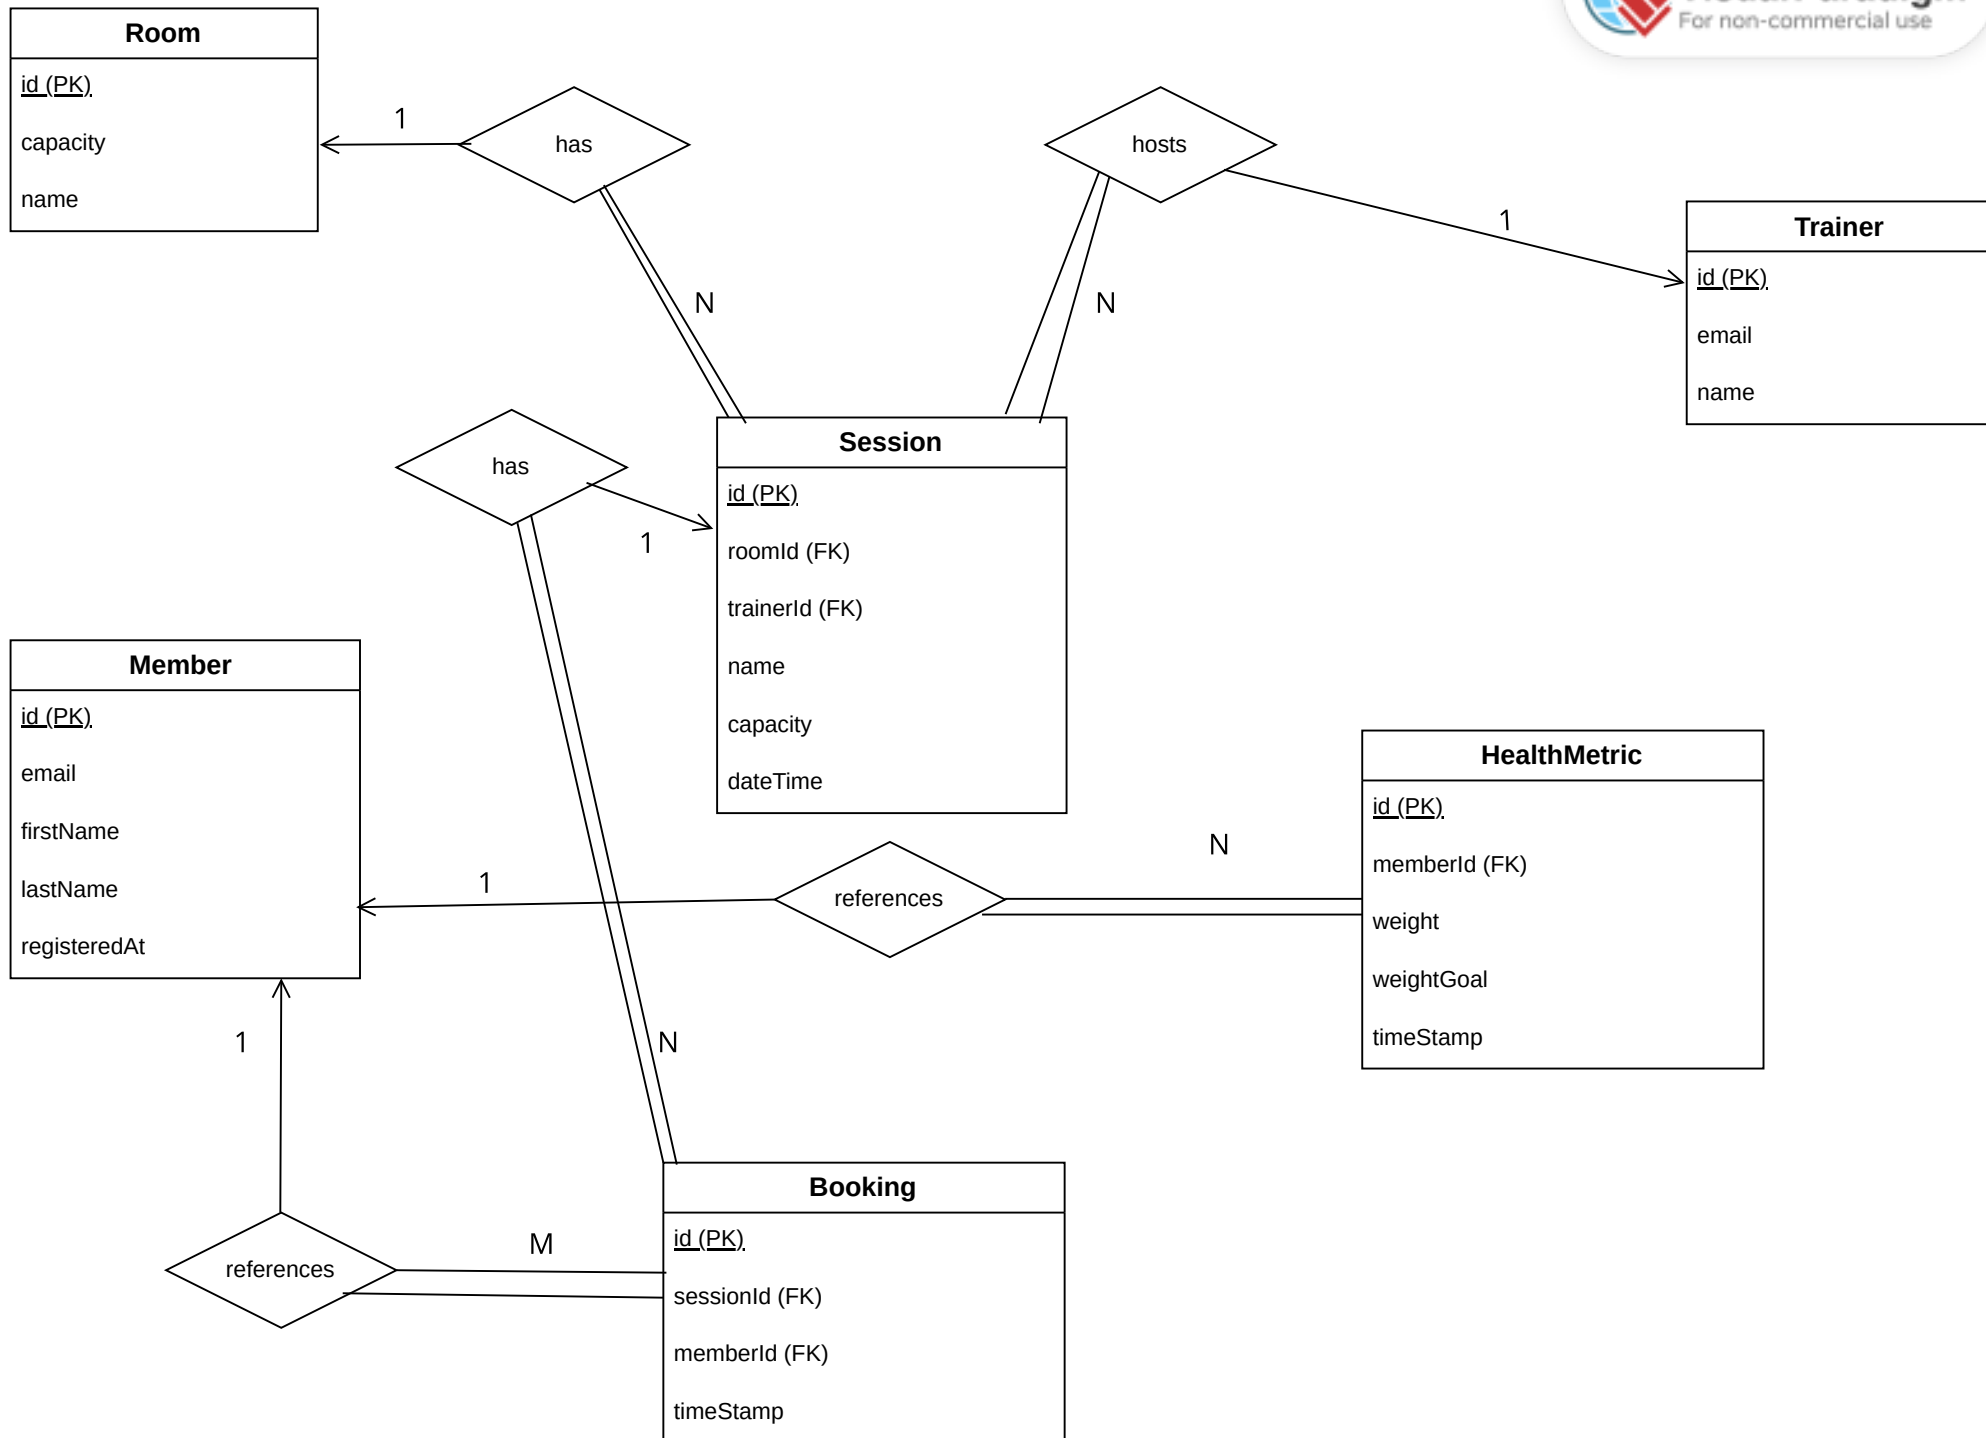 For non-commercial use
Room
id (PK)
capacity
name
1
has
N
hosts
N
1
Trainer
id (PK)
email
name
has
1
N
Session
id (PK)
roomId (FK)
trainerId (FK)
name
capacity
dateTime
Member
id (PK)
email
firstName
lastName
registeredAt
1
references
N
HealthMetric
id (PK)
memberId (FK)
weight
weightGoal
timeStamp
1
references
M
Booking
id (PK)
sessionId (FK)
memberId (FK)
timeStamp